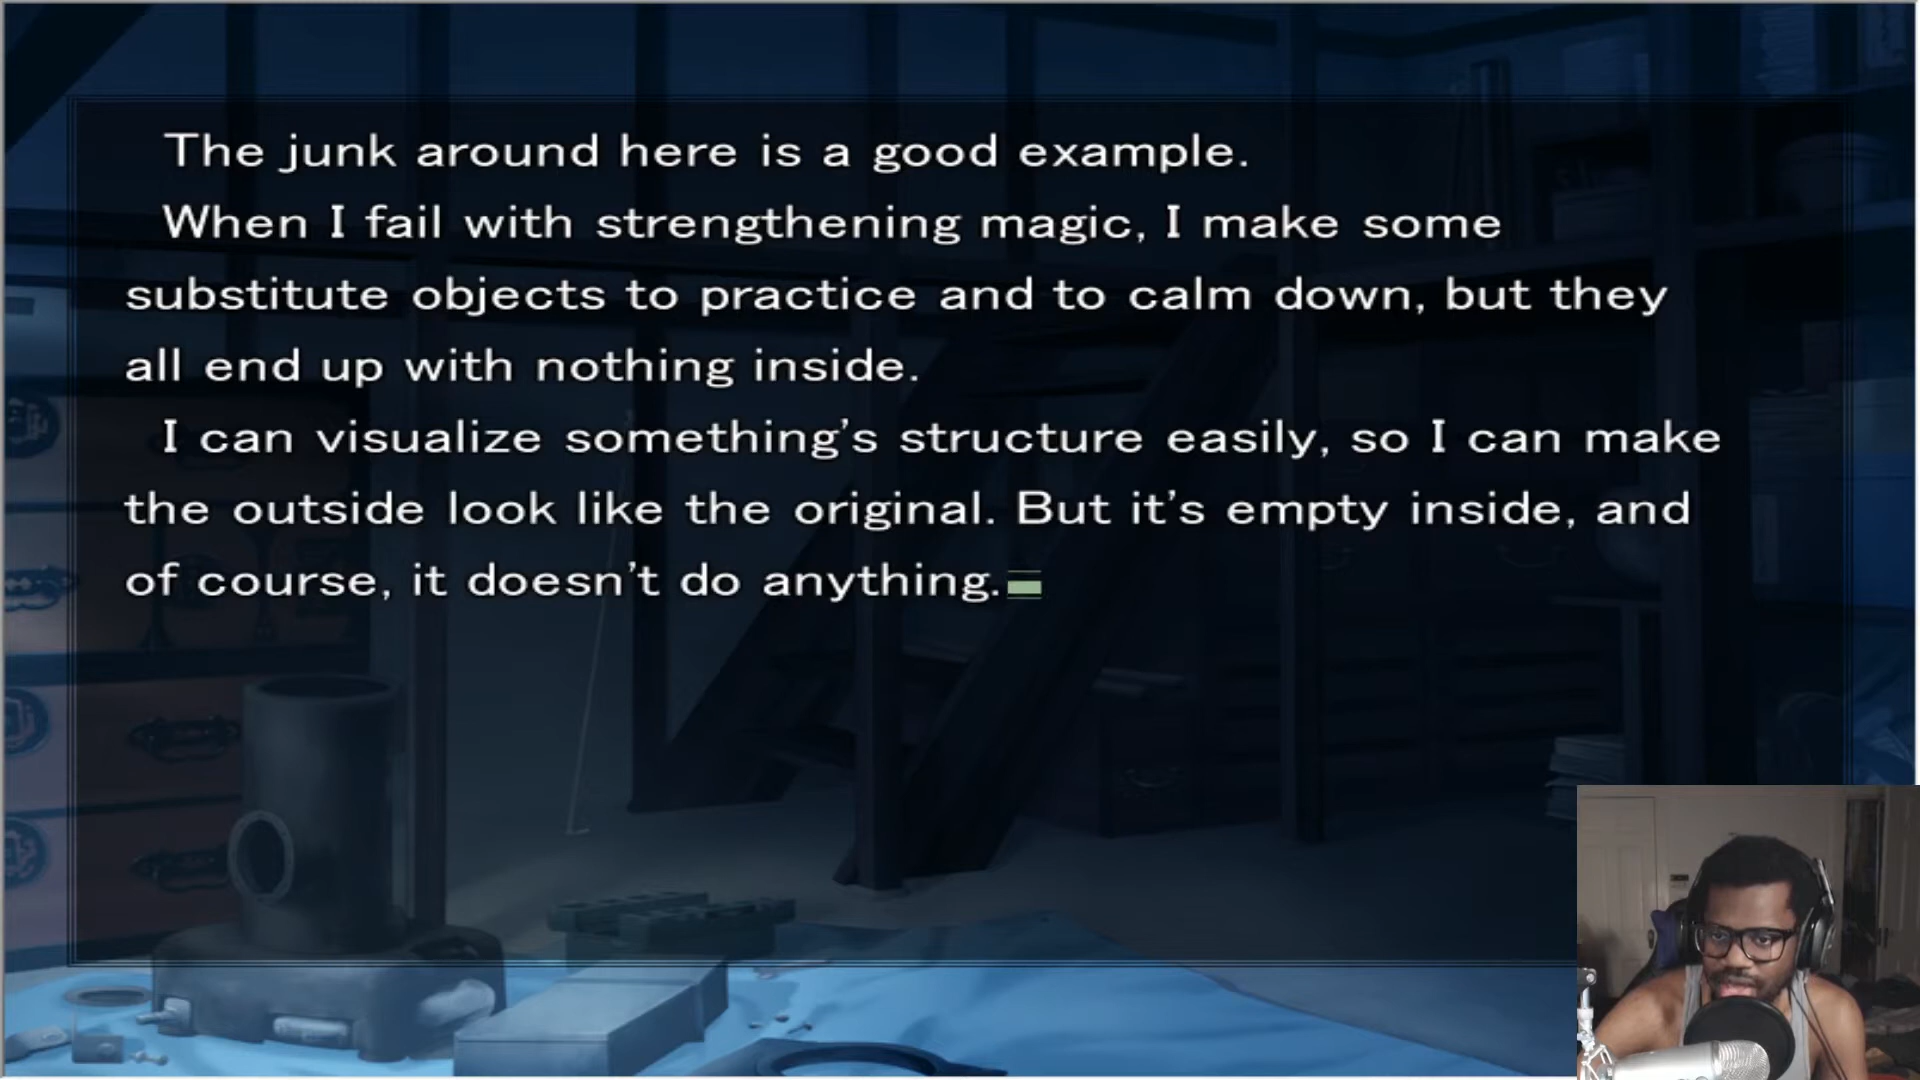 The junk around here is a good example.
When I fail with strengthening magic, I make some
substitute objects to practice and to calm down, but they
all end up with nothing inside.
I can visualize something's structure easily, so I can make
the outside look like the original. But it's empty inside, and
of course, it doesn't do anything.